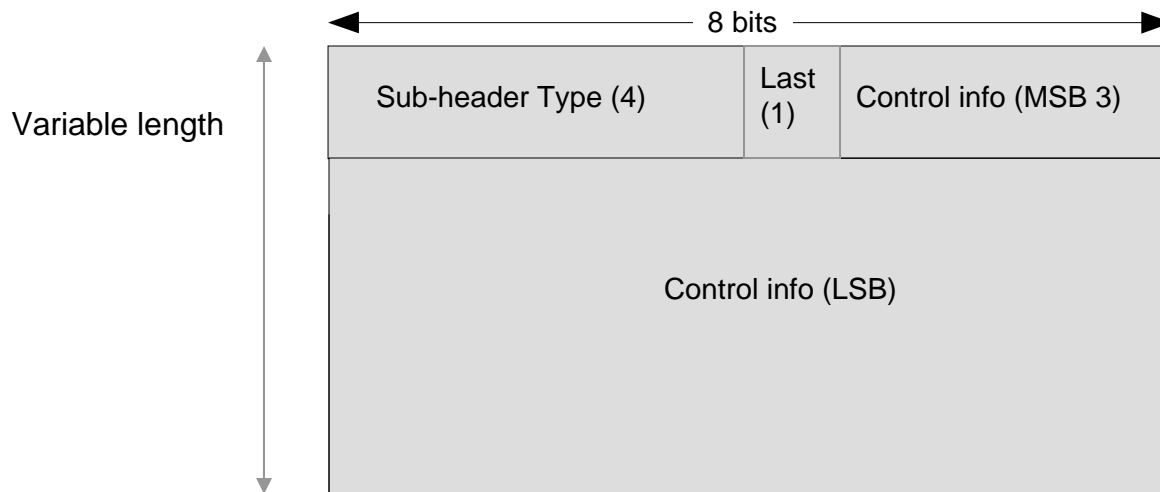 8 bits
Sub-header Type (4)
Last
(1)
Control info (MSB 3)
Variable length
Control info (LSB)